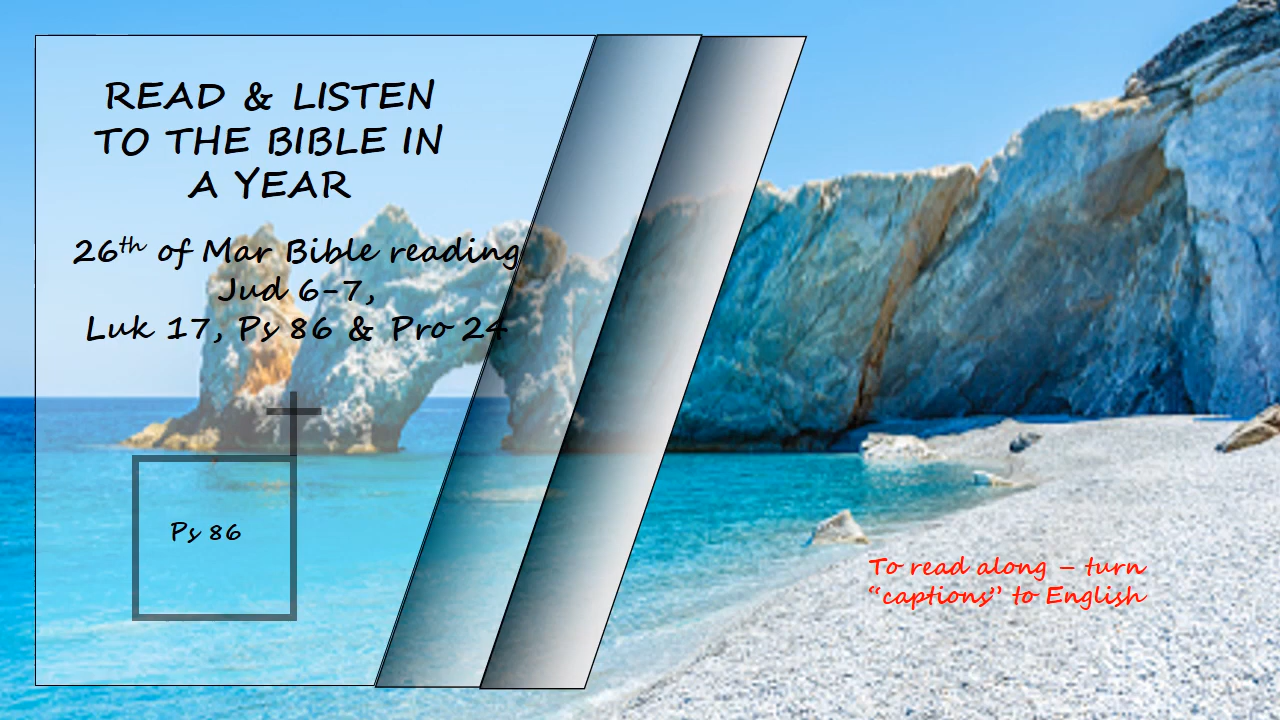 READ & LISTEN
TO THE BIBLE IN
A YEAR
26th of Mar Bible reading
Jud 6-7,
Luk 17, Ps 86 & Pro 24
Ps 86
To read along – turn
“captions” to English